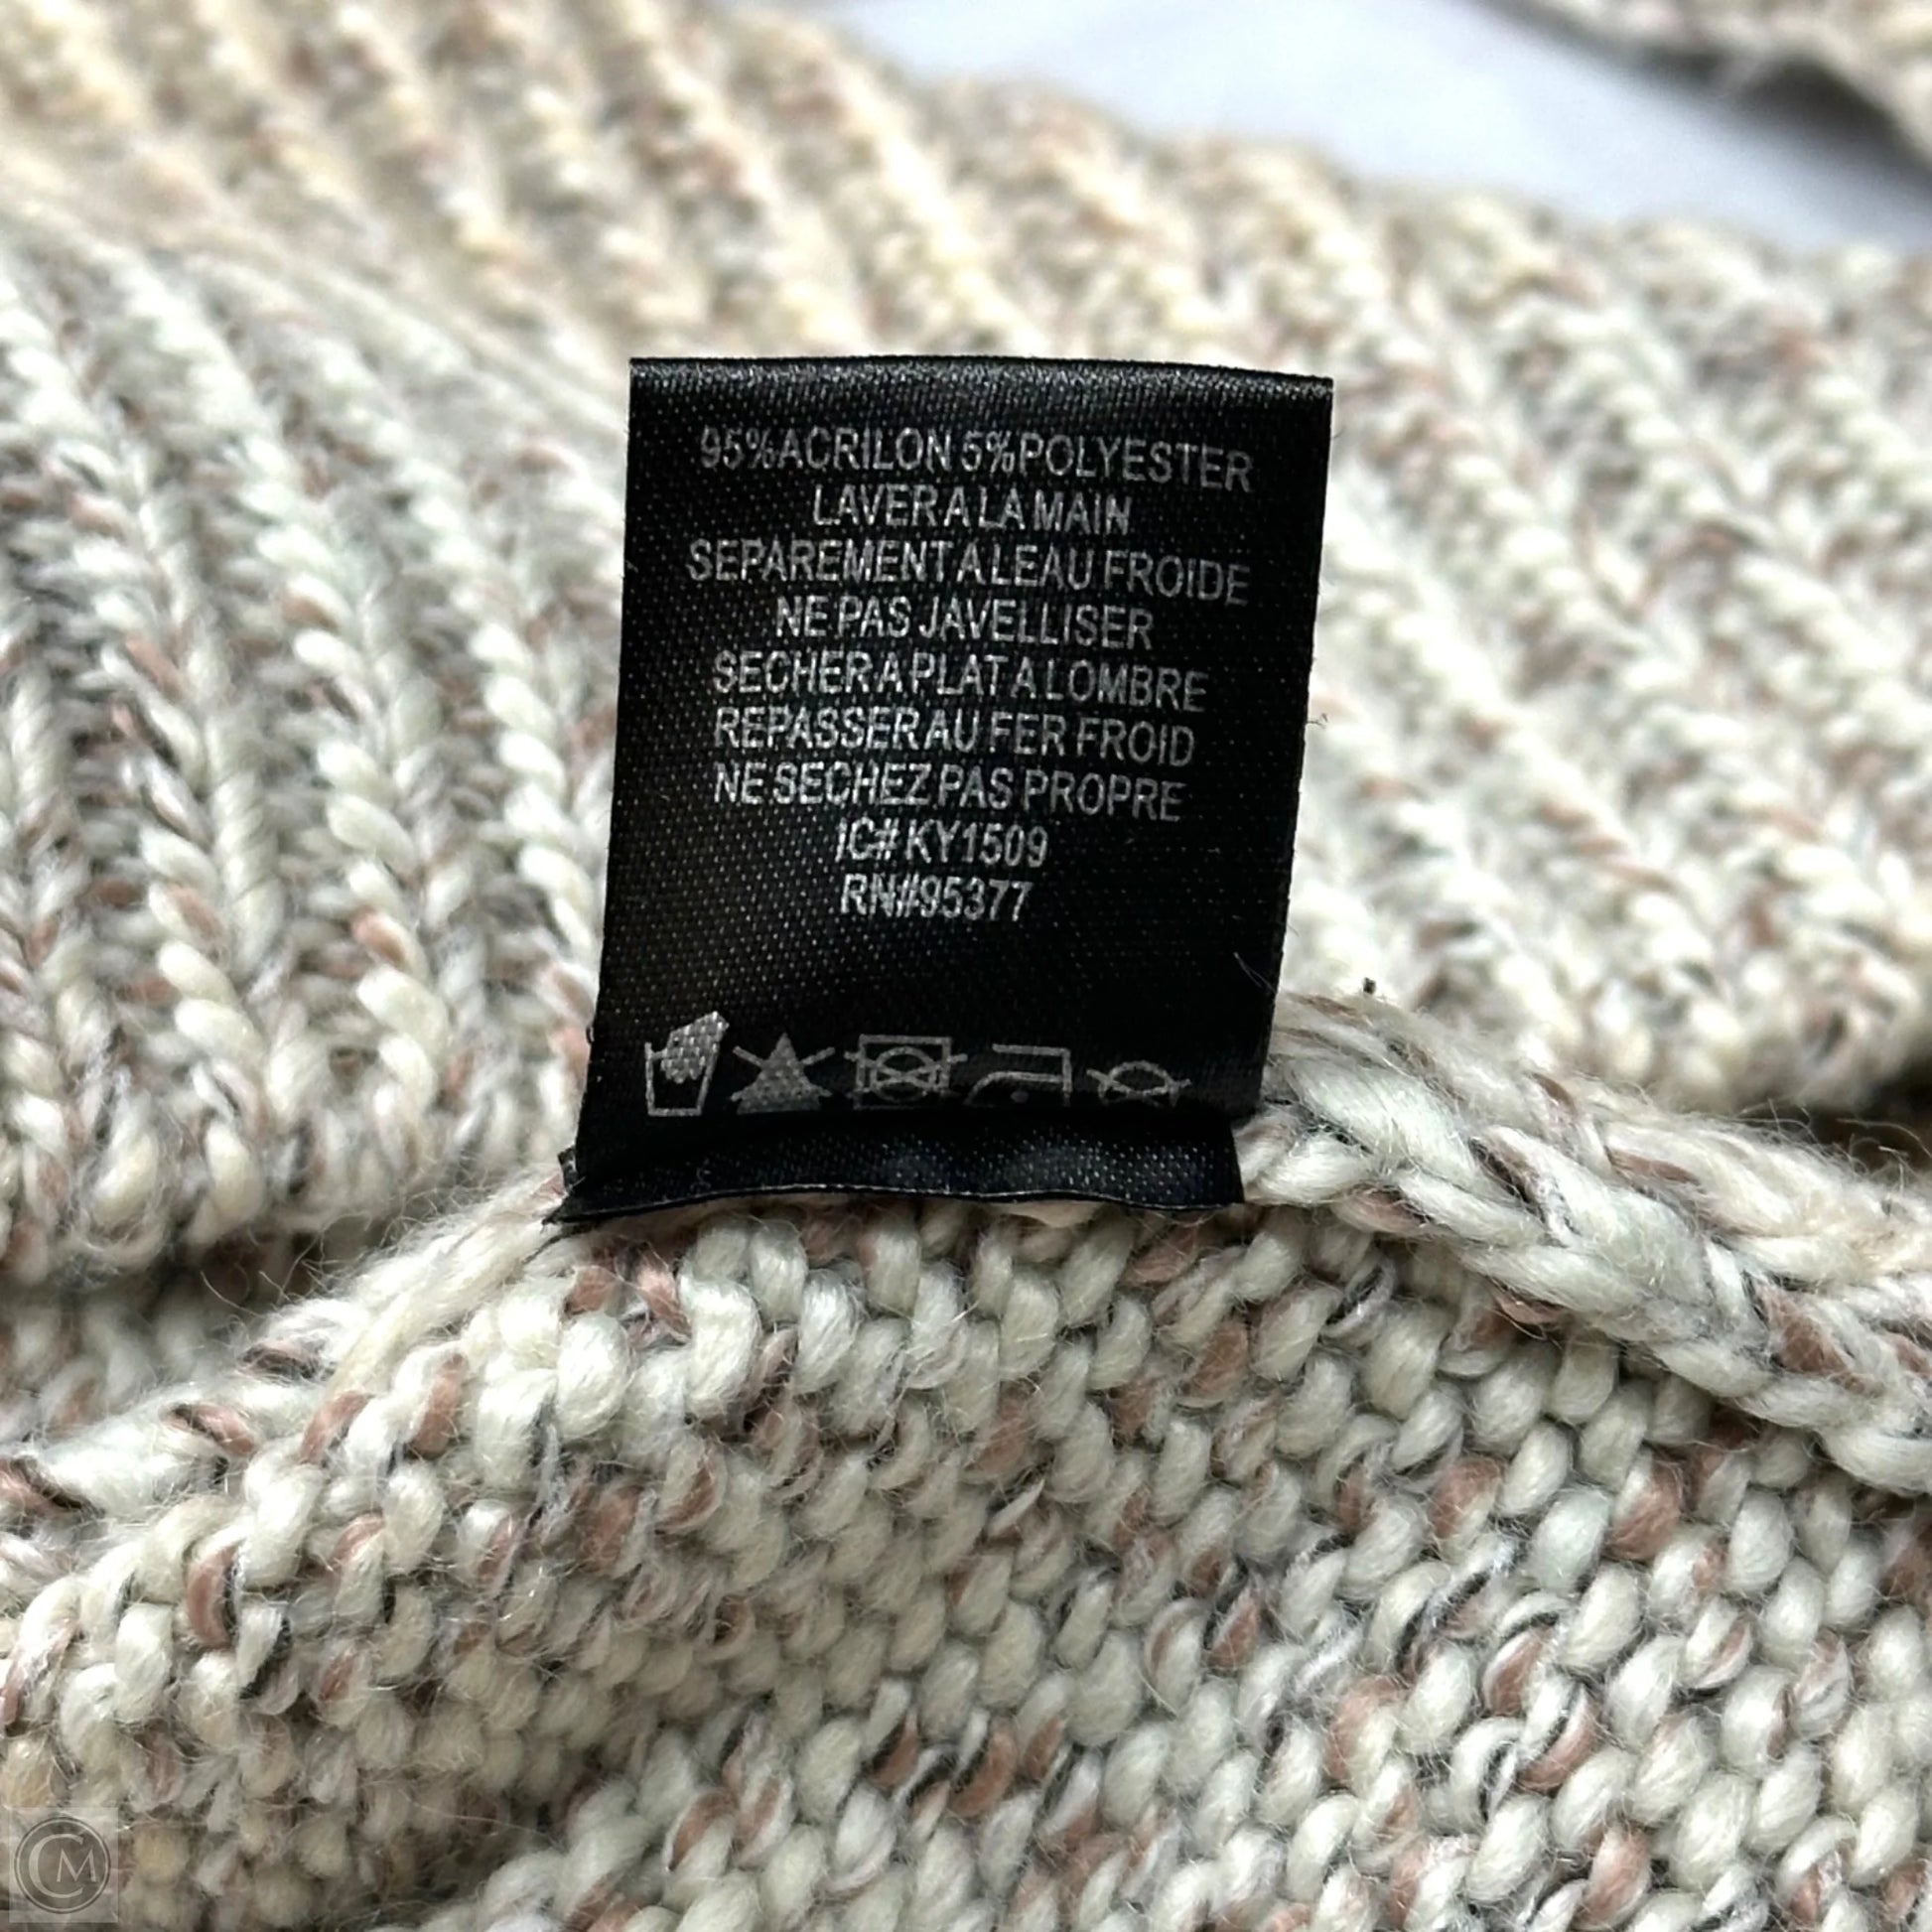 95%ACRILON 5%POLYESTER
LAVER A LA MAIN
SEPAREMENT A LEAU FROIDE
NE PAS JAVELLISER
SECHER A PLAT A LOMBRE
REPASSER AU FER FROID
NE SECHEZ PAS PROPRE
IC# KY1509
RN#95377
CM